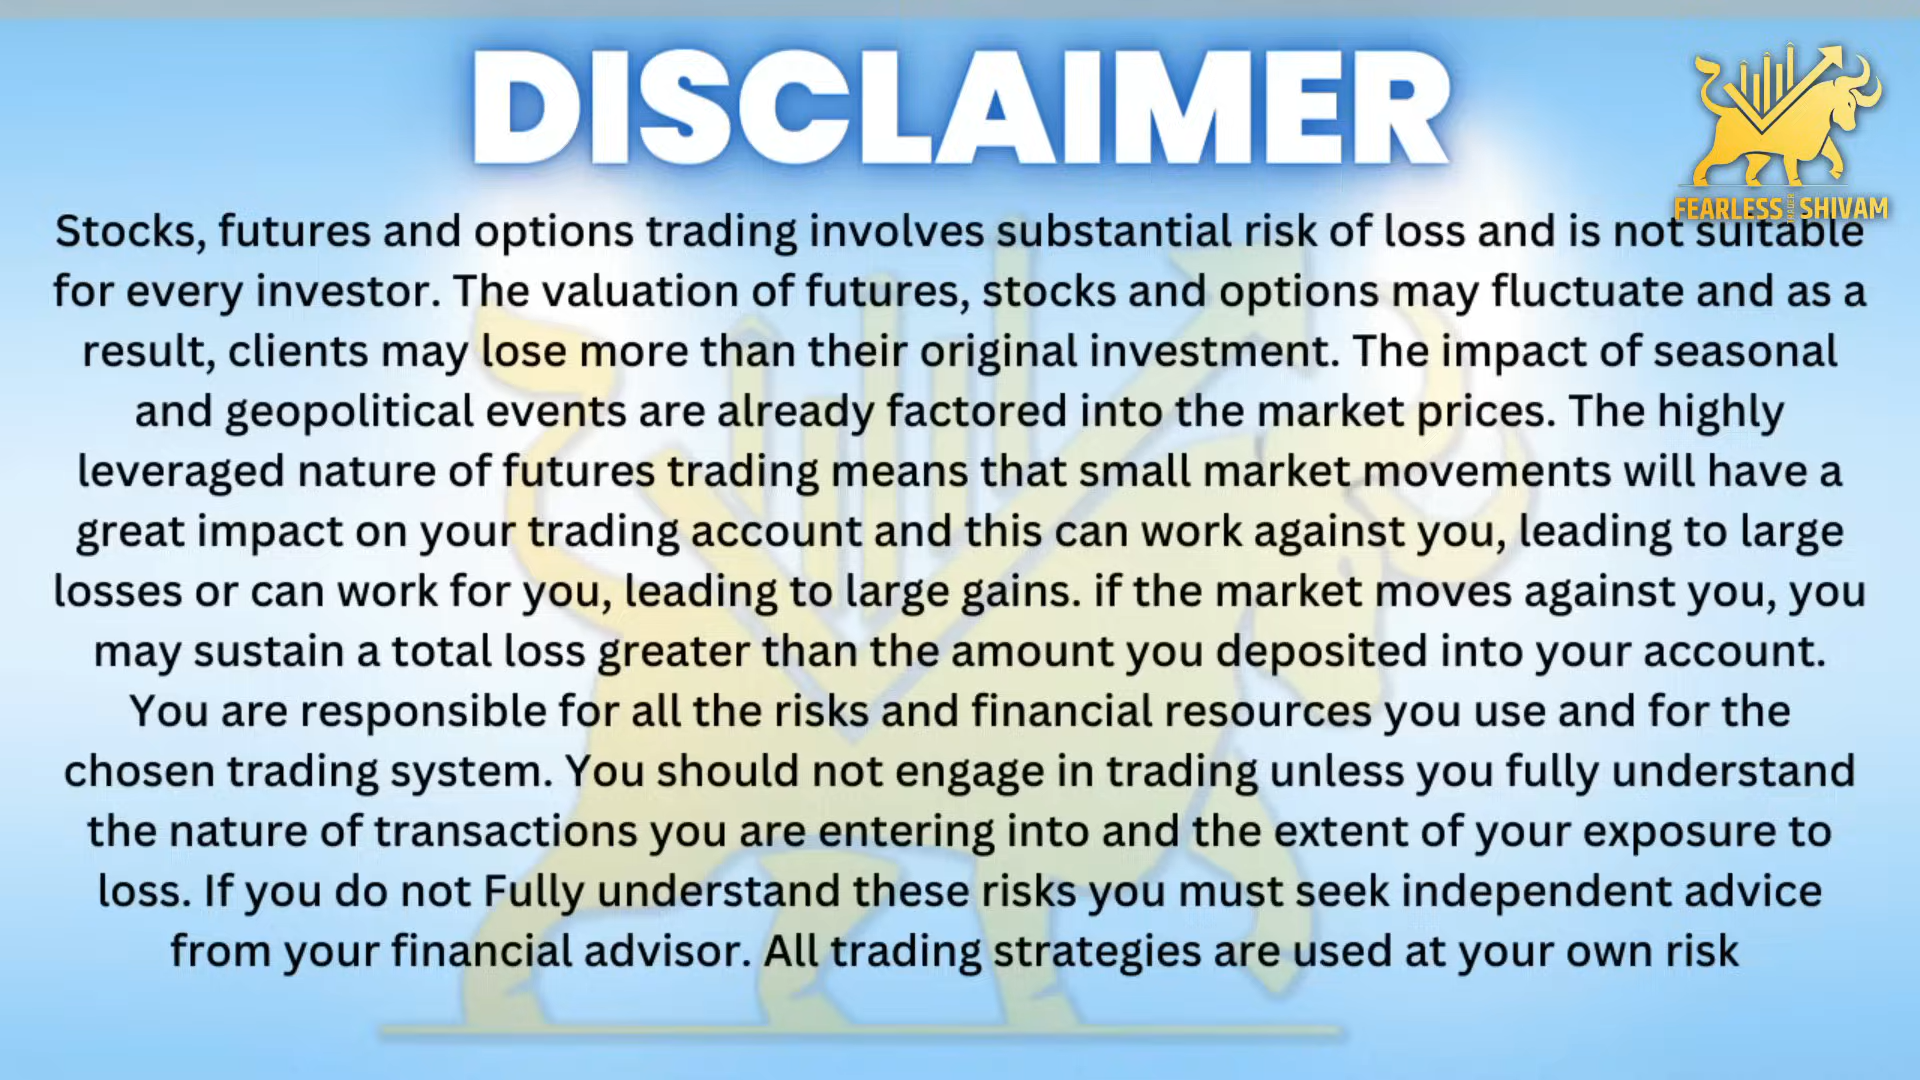 DISCLAIMER
FEARLESS SHIVAM
Stocks, futures and options trading involves substantial risk of loss and is not suitable
for every investor. The valuation of futures, stocks and options may fluctuate and as a
result, clients may lose more than their original investment. The impact of seasonal
and geopolitical events are already factored into the market prices. The highly
leveraged nature of futures trading means that small market movements will have a
great impact on your trading account and this can work against you, leading to large
losses or can work for you, leading to large gains. if the market moves against you, you
may sustain a total loss greater than the amount you deposited into your account.
You are responsible for all the risks and financial resources you use and for the
chosen trading system. You should not engage in trading unless you fully understand
the nature of transactions you are entering into and the extent of your exposure to
loss. If you do not Fully understand these risks you must seek independent advice
from your financial advisor. All trading strategies are used at your own risk